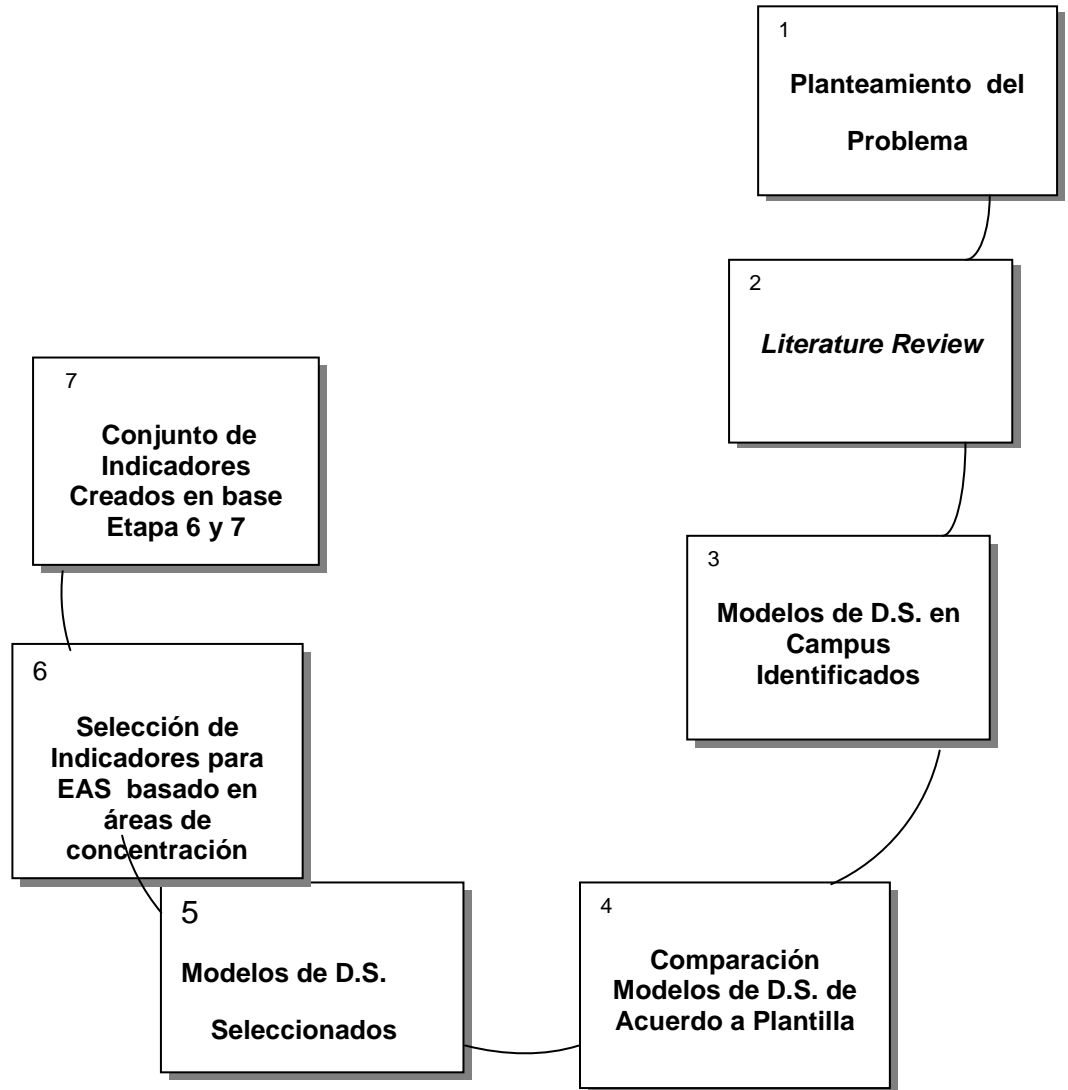 1
Planteamiento del
Problema
2
Literature Review
3
Modelos de D.S. en
Campus
Identificados
4
Comparación
Modelos de D.S. de
Acuerdo a Plantilla
5
Modelos de D.S.
Seleccionados
6
Selección de
Indicadores para
EAS basado en
áreas de
concentración
7
Conjunto de
Indicadores
Creados en base
Etapa 6 y 7